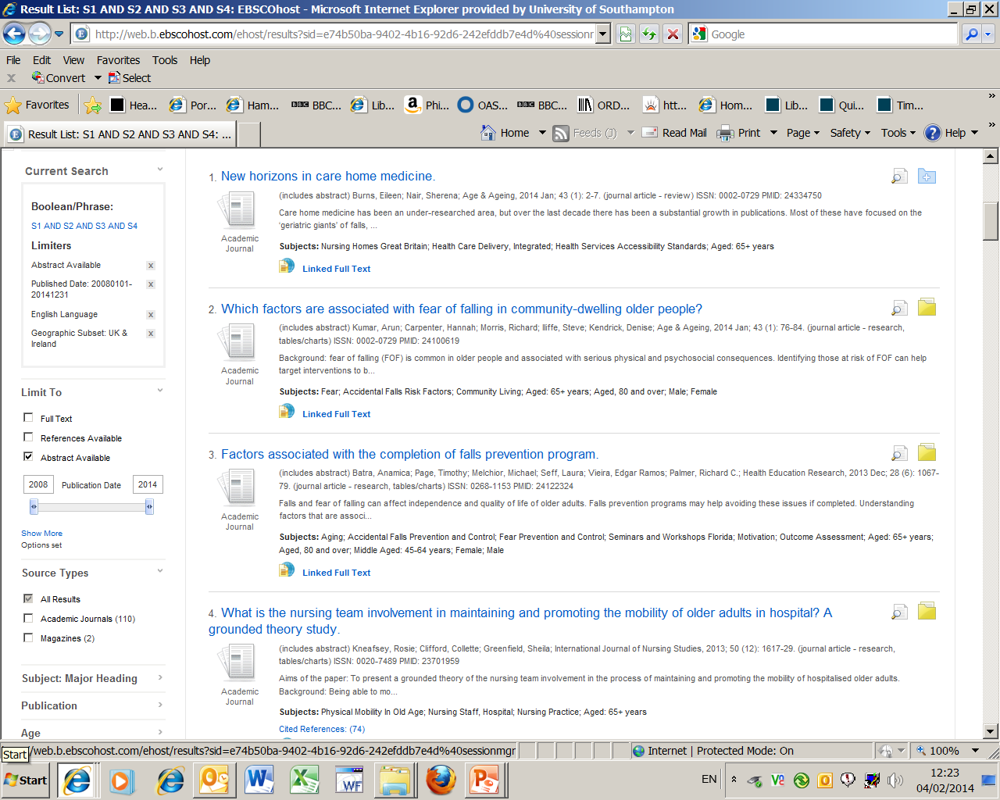 Result List: S1 AND S2 AND S3 AND S4: EBSCOhost - Microsoft Internet Explorer provided by University of Southampton
http://web.b.ebscohost.com/ehost/results?sid=e74b50ba-9402-4b16-92d6-242efddb7e4d%40sessionr
Google
File Edit View Favorites Tools Help
x Convert Select
Favorites Hea... Por... Ham... BBC BBC... Lib... Phi... OAS... BBC BBC... ORD... htt... Hom... Lib... Qui... Tim... »
Result List: S1 AND S2 AND S3 AND S4: ...
Home Feeds (J) Read Mail Print Page Safety Tools Help »
Current Search
Boolean/Phrase:
S1 AND S2 AND S3 AND S4
Limiters
Abstract Available x
Published Date: 20080101- x
20141231
English Language x
Geographic Subset: UK & x
Ireland
Limit To
Full Text
References Available
Abstract Available
2008 Publication Date 2014
Show More
Options set
Source Types
All Results
Academic Journals (110)
Magazines (2)
Subject: Major Heading
Publication
Age
1. New horizons in care home medicine.
(includes abstract) Burns, Eileen; Nair, Sherena; Age & Ageing, 2014 Jan; 43 (1): 2-7. (journal article - review) ISSN: 0002-0729 PMID: 24334750
Care home medicine has been an under-researched area, but over the last decade there has been a substantial growth in publications. Most of these have focused on the
'geriatric giants' of falls, ...
Academic
Journal
Subjects: Nursing Homes Great Britain; Health Care Delivery, Integrated; Health Services Accessibility Standards; Aged: 65+ years
Linked Full Text
2. Which factors are associated with fear of falling in community-dwelling older people?
(includes abstract) Kumar, Arun; Carpenter, Hannah; Morris, Richard; Iliffe, Steve; Kendrick, Denise; Age & Ageing, 2014 Jan; 43 (1): 76-84. (journal article - research,
tables/charts) ISSN: 0002-0729 PMID: 24100619
Background: fear of falling (FOF) is common in older people and associated with serious physical and psychosocial consequences. Identifying those at risk of FOF can help
target interventions to b...
Academic
Journal
Subjects: Fear; Accidental Falls Risk Factors; Community Living; Aged: 65+ years; Aged, 80 and over; Male; Female
Linked Full Text
3. Factors associated with the completion of falls prevention program.
(includes abstract) Batra, Anamica; Page, Timothy; Melchior, Michael; Seff, Laura; Vieira, Edgar Ramos; Palmer, Richard C.; Health Education Research, 2013 Dec; 28 (6): 1067-
79. (journal article - research, tables/charts) ISSN: 0268-1153 PMID: 24122324
Falls and fear of falling can affect independence and quality of life of older adults. Falls prevention programs may help avoiding these issues if completed. Understanding
factors that are associ...
Academic
Journal
Subjects: Aging; Accidental Falls Prevention and Control; Fear Prevention and Control; Seminars and Workshops Florida; Motivation; Outcome Assessment; Aged: 65+ years;
Aged, 80 and over; Middle Aged: 45-64 years; Female; Male
Linked Full Text
4. What is the nursing team involvement in maintaining and promoting the mobility of older adults in hospital? A
grounded theory study.
(includes abstract) Kneafsey, Rosie; Clifford, Collette; Greenfield, Sheila; International Journal of Nursing Studies, 2013; 50 (12): 1617-29. (journal article - research,
tables/charts) ISSN: 0020-7489 PMID: 23701959
Aims of the paper: To present a grounded theory of the nursing team involvement in the process of maintaining and promoting the mobility of hospitalised older adults.
Background: Being able to mo...
Academic
Journal
Subjects: Physical Mobility In Old Age; Nursing Staff, Hospital; Nursing Practice; Aged: 65+ years
Cited References: (74)
Start /web.b.ebscohost.com/ehost/results?sid=e74b50ba-9402-4b16-92d6-242efddb7e4d%40sessionmgr Internet | Protected Mode: On 100%
Start EN 12:23
04/02/2014